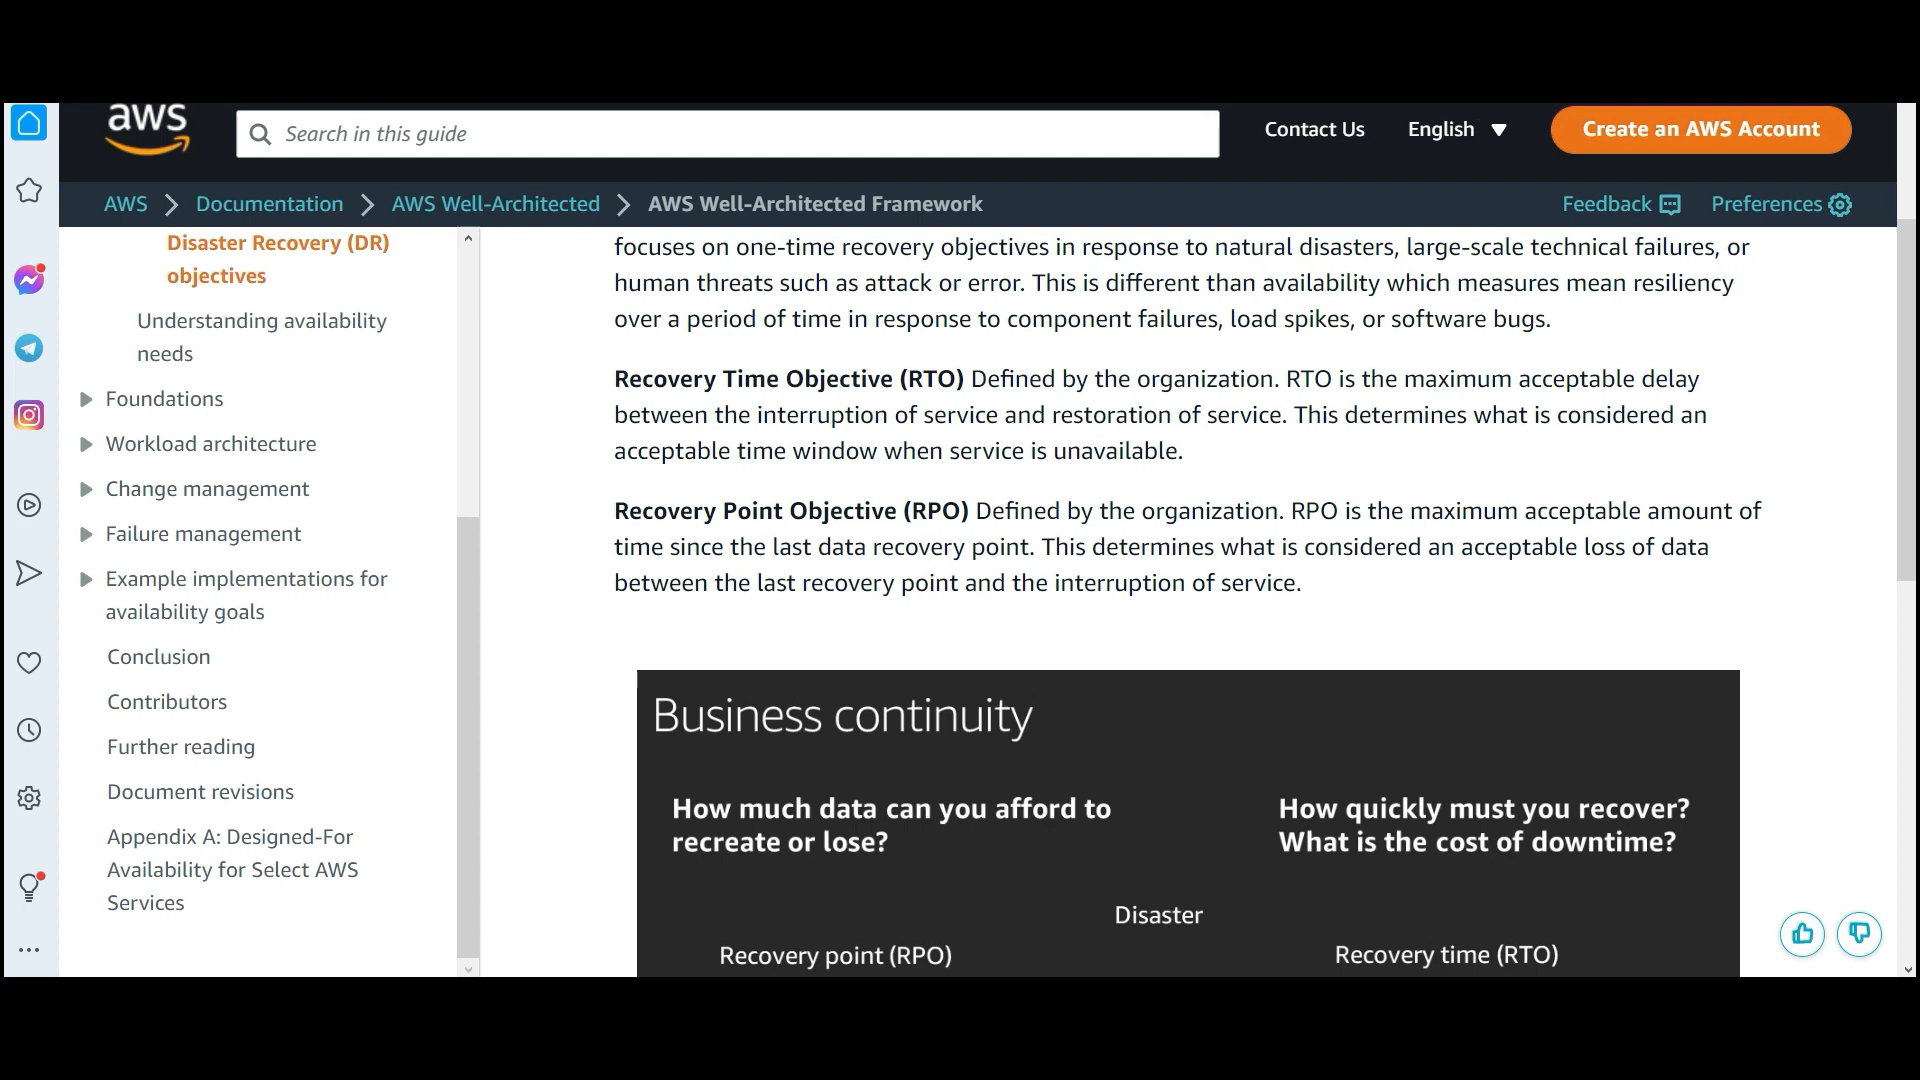 aws
Search in this guide
Contact Us
English
Create an AWS Account
AWS
Documentation
AWS Well-Architected
AWS Well-Architected Framework
Feedback
Preferences
Disaster Recovery (DR)
objectives
Understanding availability
needs
Foundations
Workload architecture
Change management
Failure management
Example implementations for
availability goals
Conclusion
Contributors
Further reading
Document revisions
Appendix A: Designed-For
Availability for Select AWS
Services
focuses on one-time recovery objectives in response to natural disasters, large-scale technical failures, or
human threats such as attack or error. This is different than availability which measures mean resiliency
over a period of time in response to component failures, load spikes, or software bugs.
Recovery Time Objective (RTO) Defined by the organization. RTO is the maximum acceptable delay
between the interruption of service and restoration of service. This determines what is considered an
acceptable time window when service is unavailable.
Recovery Point Objective (RPO) Defined by the organization. RPO is the maximum acceptable amount of
time since the last data recovery point. This determines what is considered an acceptable loss of data
between the last recovery point and the interruption of service.
Business continuity
How much data can you afford to
recreate or lose?
How quickly must you recover?
What is the cost of downtime?
Disaster
Recovery point (RPO)
Recovery time (RTO)